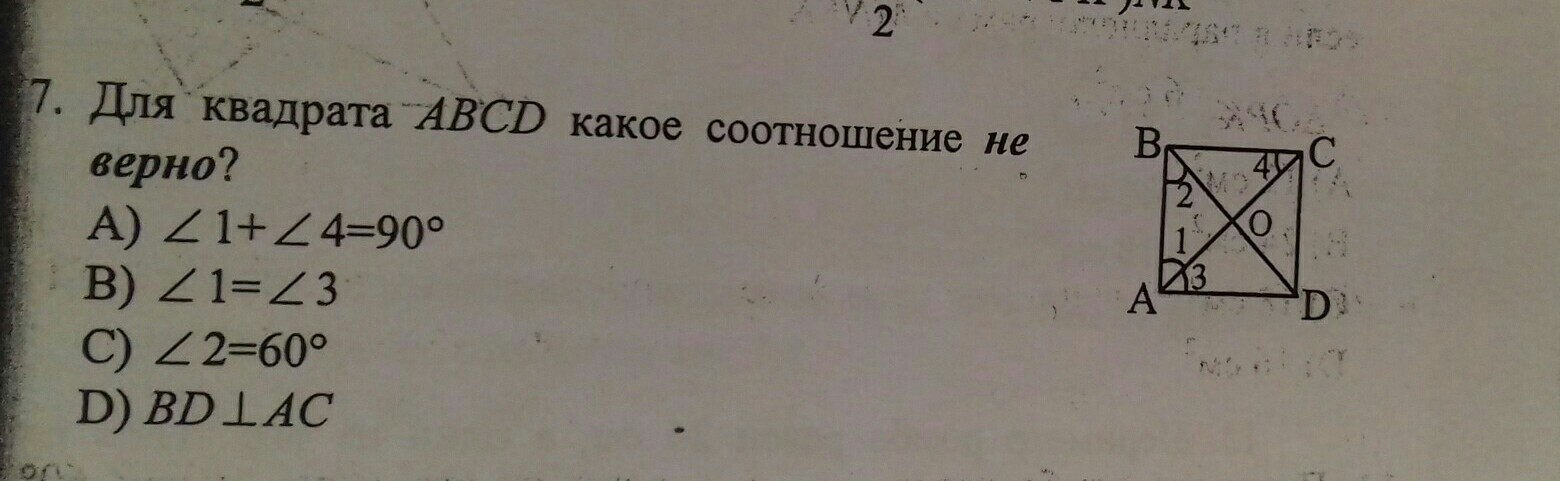 2
7. Для квадрата ABCD какое соотношение не
верно?
A) ∠1+∠4=90°
B) ∠1=∠3
C) ∠2=60°
D) BD⊥AC
B C
4
2
O
1
3
A D